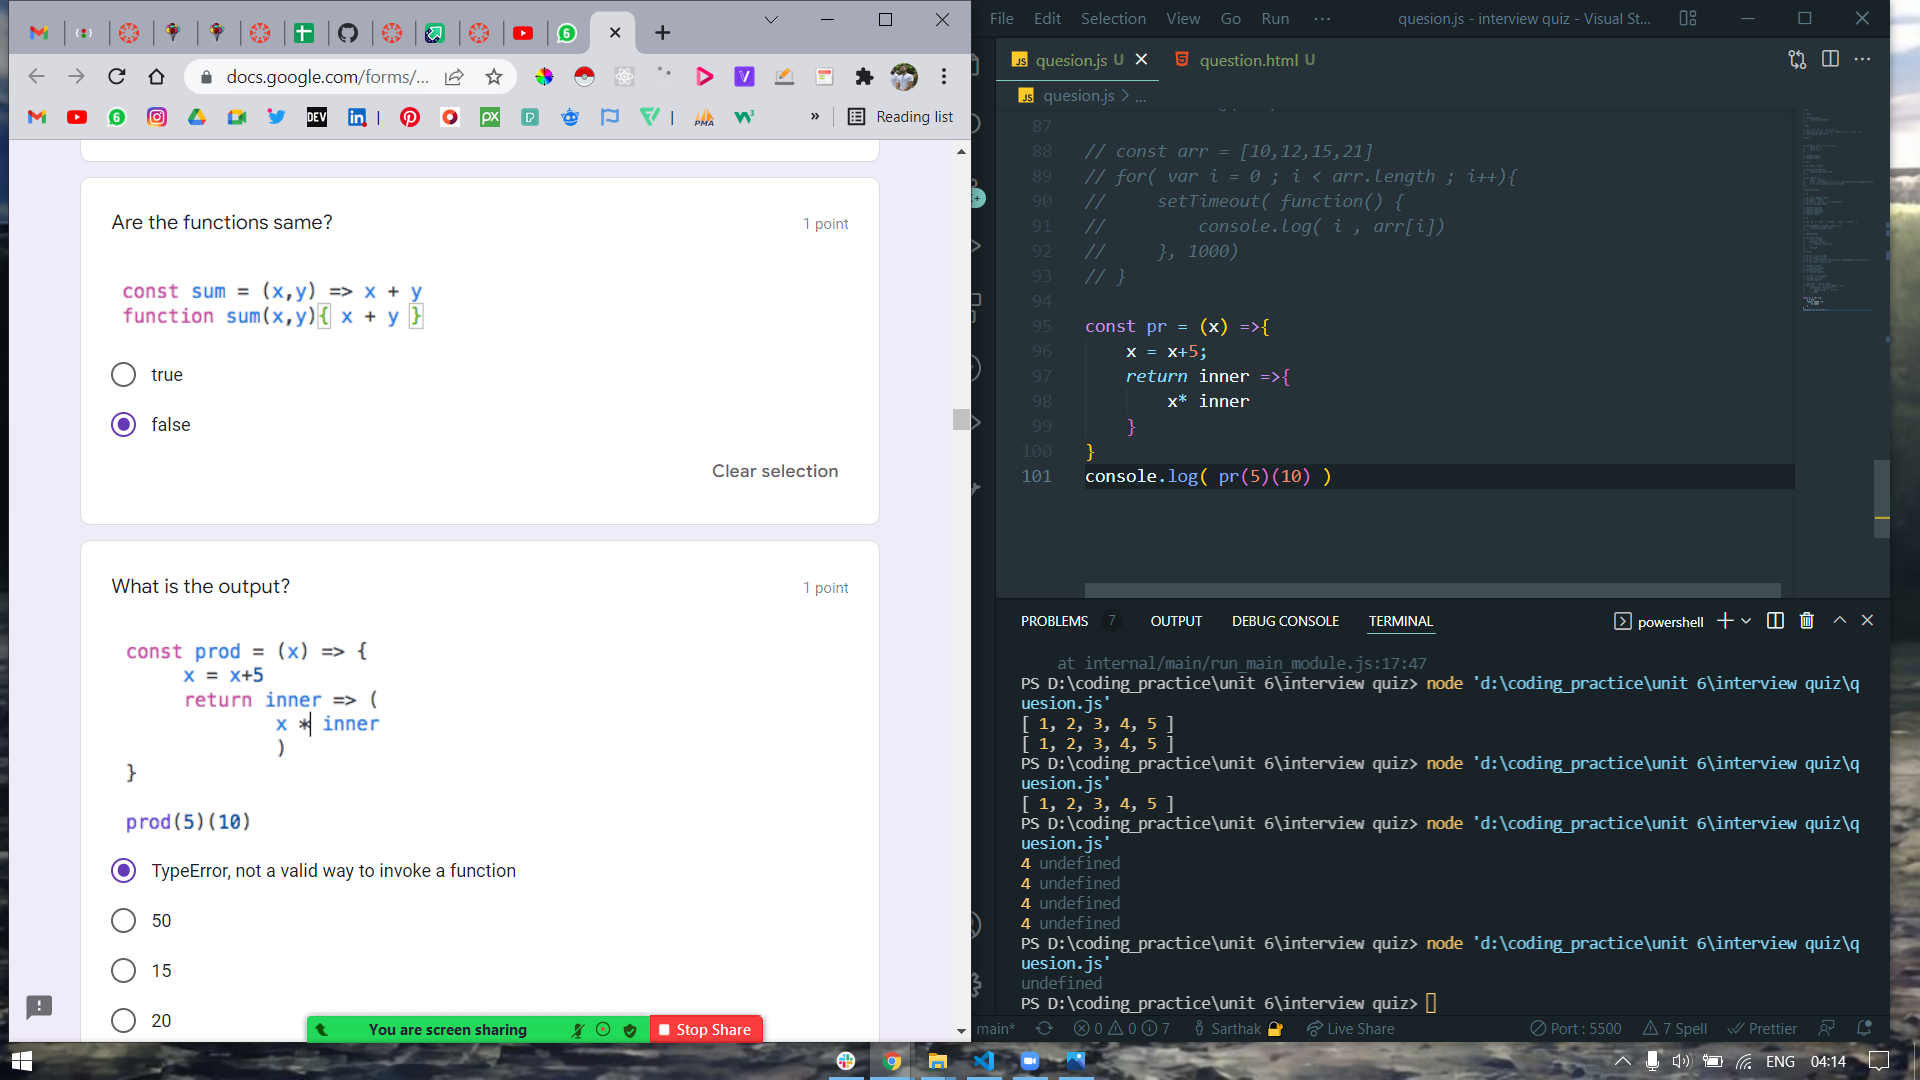 docs.google.com/forms/...
Reading list
Are the functions same?
1 point
const sum = (x,y) => x + y
function sum(x,y){ x + y }
true
false
Clear selection
What is the output?
1 point
const prod = (x) => {
x = x+5
return inner => (
x * inner
)
}
prod(5)(10)
TypeError, not a valid way to invoke a function
50
15
20
You are screen sharing
Stop Share
File Edit Selection View Go Run ...
quesion.js - interview quiz - Visual St...
JS quesion.js U
question.html U
JS quesion.js > ...
87
88 // const arr = [10,12,15,21]
89 // for( var i = 0 ; i < arr.length ; i++){
90 // setTimeout( function() {
91 // console.log( i , arr[i])
92 // }, 1000)
93 // }
94
95 const pr = (x) =>{
96 x = x+5;
97 return inner =>{
98 x* inner
99 }
100 }
101 console.log( pr(5)(10) )
PROBLEMS 7 OUTPUT DEBUG CONSOLE TERMINAL
powershell
at internal/main/run_main_module.js:17:47
PS D:\coding_practice\unit 6\interview quiz> node 'd:\coding_practice\unit 6\interview quiz\q
uesion.js'
[ 1, 2, 3, 4, 5 ]
[ 1, 2, 3, 4, 5 ]
PS D:\coding_practice\unit 6\interview quiz> node 'd:\coding_practice\unit 6\interview quiz\q
uesion.js'
[ 1, 2, 3, 4, 5 ]
PS D:\coding_practice\unit 6\interview quiz> node 'd:\coding_practice\unit 6\interview quiz\q
uesion.js'
4 undefined
4 undefined
4 undefined
4 undefined
PS D:\coding_practice\unit 6\interview quiz> node 'd:\coding_practice\unit 6\interview quiz\q
uesion.js'
undefined
PS D:\coding_practice\unit 6\interview quiz>
main* 0 0 7 Sarthak Live Share Port : 5500 7 Spell Prettier
ENG 04:14